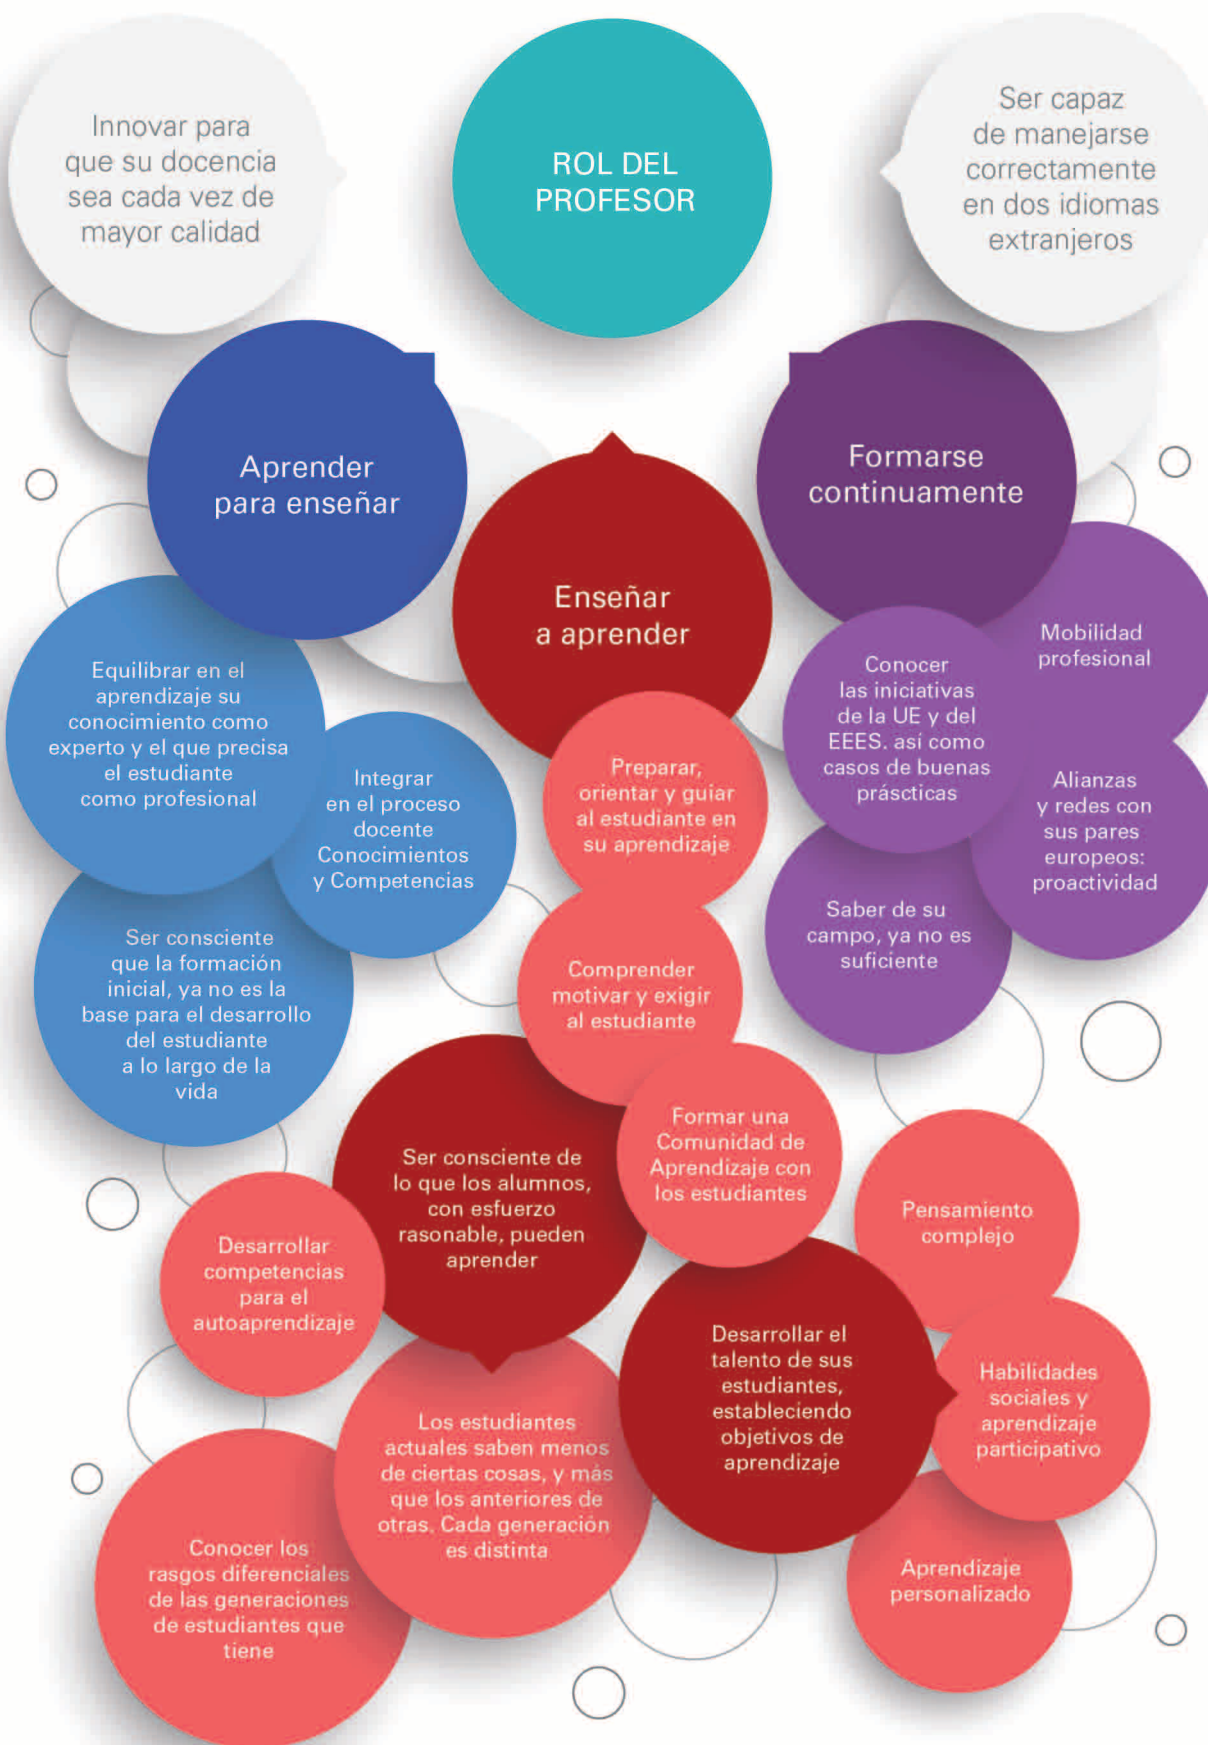 Innovar para
que su docencia
sea cada vez de
mayor calidad
ROL DEL
PROFESOR
Ser capaz
de manejarse
correctamente
en dos idiomas
extranjeros
Aprender
para enseñar
Enseñar
a aprender
Formarse
continuamente
Equilibrar en el
aprendizaje su
conocimiento como
experto y el que precisa
el estudiante
como profesional
Integrar
en el proceso
docente
Conocimientos
y Competencias
Ser consciente
que la formación
inicial, ya no es la
base para el desarrollo
del estudiante
a lo largo de la
vida
Preparar,
orientar y guiar
al estudiante en
su aprendizaje
Comprender
motivar y exigir
al estudiante
Formar una
Comunidad de
Aprendizaje con
los estudiantes
Conocer
las iniciativas
de la UE y del
EEES. así como
casos de buenas
práscticas
Mobilidad
profesional
Alianzas
y redes con
sus pares
europeos:
proactividad
Saber de su
campo, ya no es
suficiente
Ser consciente de
lo que los alumnos,
con esfuerzo
rasonable, pueden
aprender
Desarrollar
competencias
para el
autoaprendizaje
Los estudiantes
actuales saben menos
de ciertas cosas, y más
que los anteriores de
otras. Cada generación
es distinta
Conocer los
rasgos diferenciales
de las generaciones
de estudiantes que
tiene
Desarrollar el
talento de sus
estudiantes,
estableciendo
objetivos de
aprendizaje
Pensamiento
complejo
Habilidades
sociales y
aprendizaje
participativo
Aprendizaje
personalizado